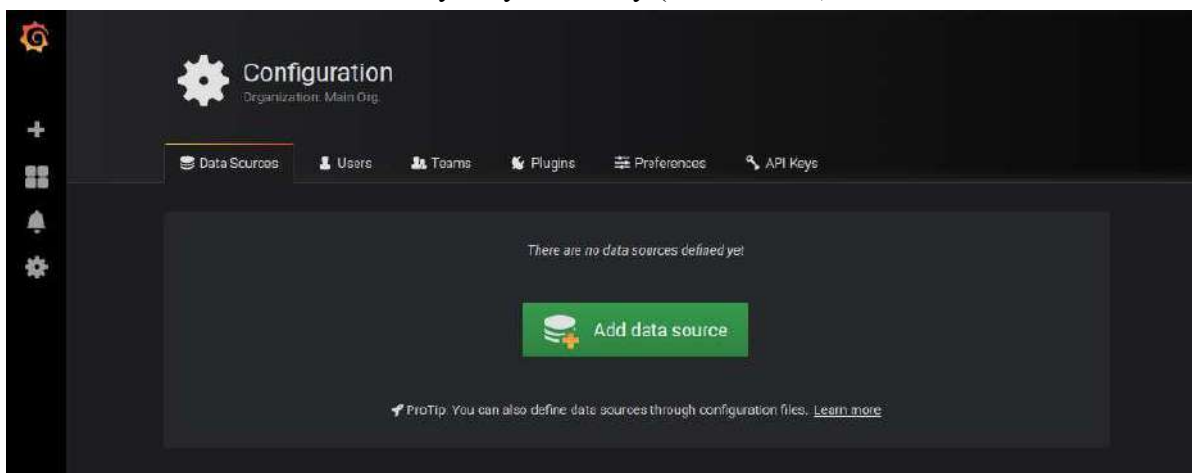 Configuration
Organization: Main Org.
Data Sources Users Teams Plugins Preferences API Keys
There are no data sources defined yet
Add data source
ProTip: You can also define data sources through configuration files. Learn more